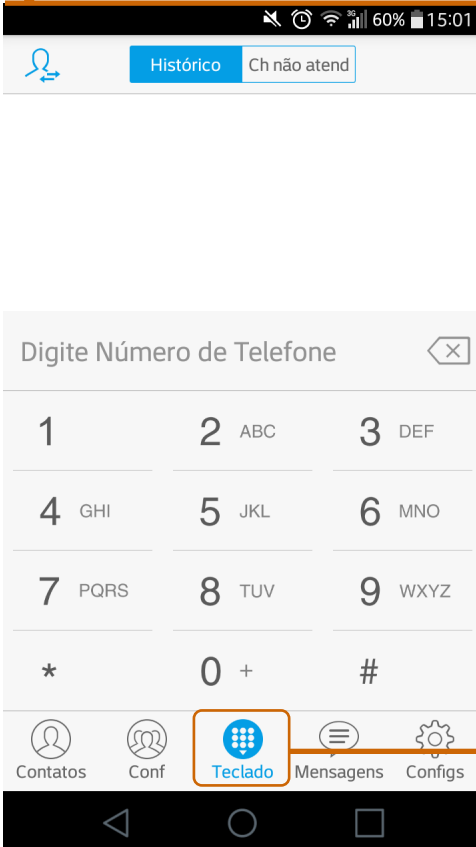 3G 60% 15:01
Histórico Ch não atend
Digite Número de Telefone
1 2 ABC 3 DEF
4 GHI 5 JKL 6 MNO
7 PQRS 8 TUV 9 WXYZ
* 0 + #
Contatos Conf Teclado Mensagens Configs